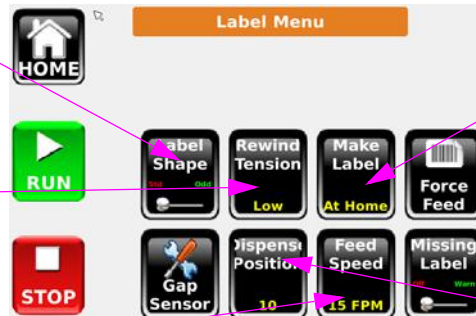 Label Menu
HOME
RUN
STOP
Label
Shape
Std Odd
Rewind
Tension
Low
Make
Label
At Home
Force
Feed
Gap
Sensor
Dispense
Position
10
Feed
Speed
15 FPM
Missing
Label
Warn